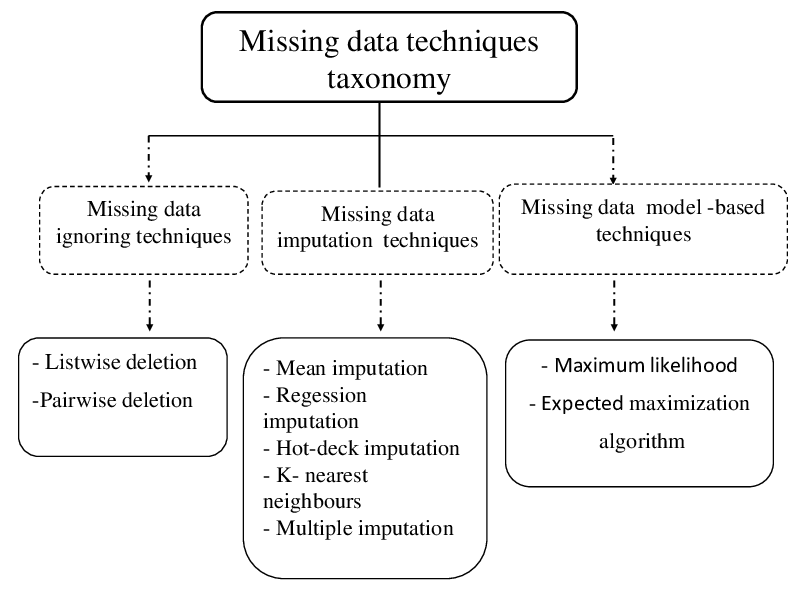 Missing data techniques
taxonomy
Missing data
ignoring techniques
Missing data
imputation techniques
Missing data model -based
techniques
- Listwise deletion
-Pairwise deletion
- Mean imputation
- Regression
imputation
- Hot-deck imputation
- K- nearest
neighbours
- Multiple imputation
- Maximum likelihood
- Expected maximization
algorithm